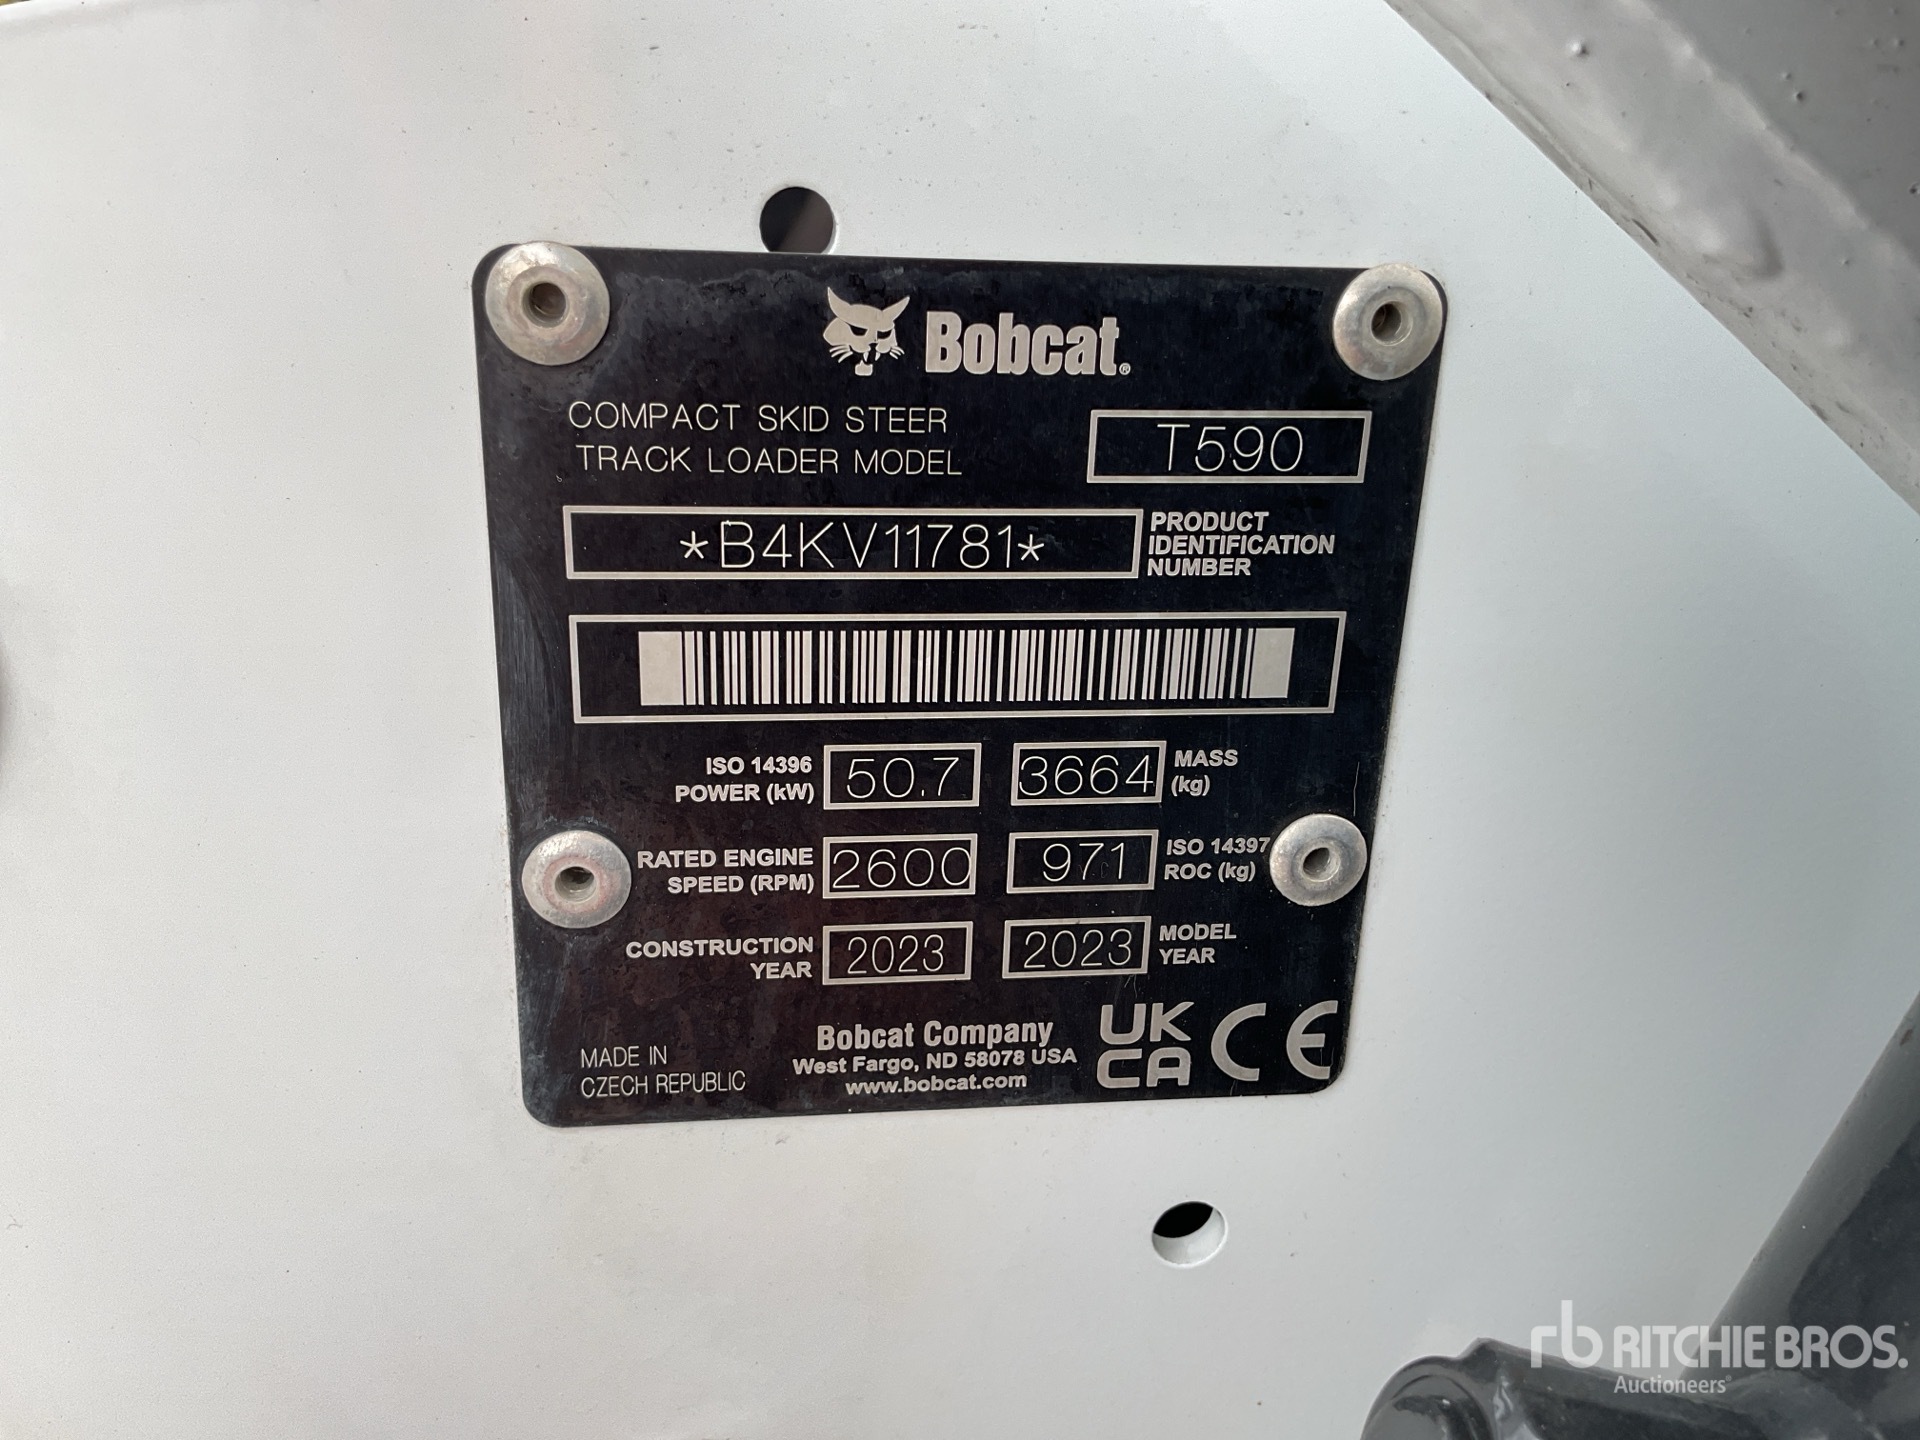 Bobcat®
COMPACT SKID STEER
TRACK LOADER MODEL
T590
*B4KV11781*
PRODUCT
IDENTIFICATION
NUMBER
ISO 14396
POWER (kW)
50.7
3664
MASS
(kg)
RATED ENGINE
SPEED (RPM)
2600
971
ISO 14397
ROC (kg)
CONSTRUCTION
YEAR
2023
2023
MODEL
YEAR
MADE IN
CZECH REPUBLIC
Bobcat Company
West Fargo, ND 58078 USA
www.bobcat.com
UK
CA
CE
rb RITCHIE BROS.
Auctioneers